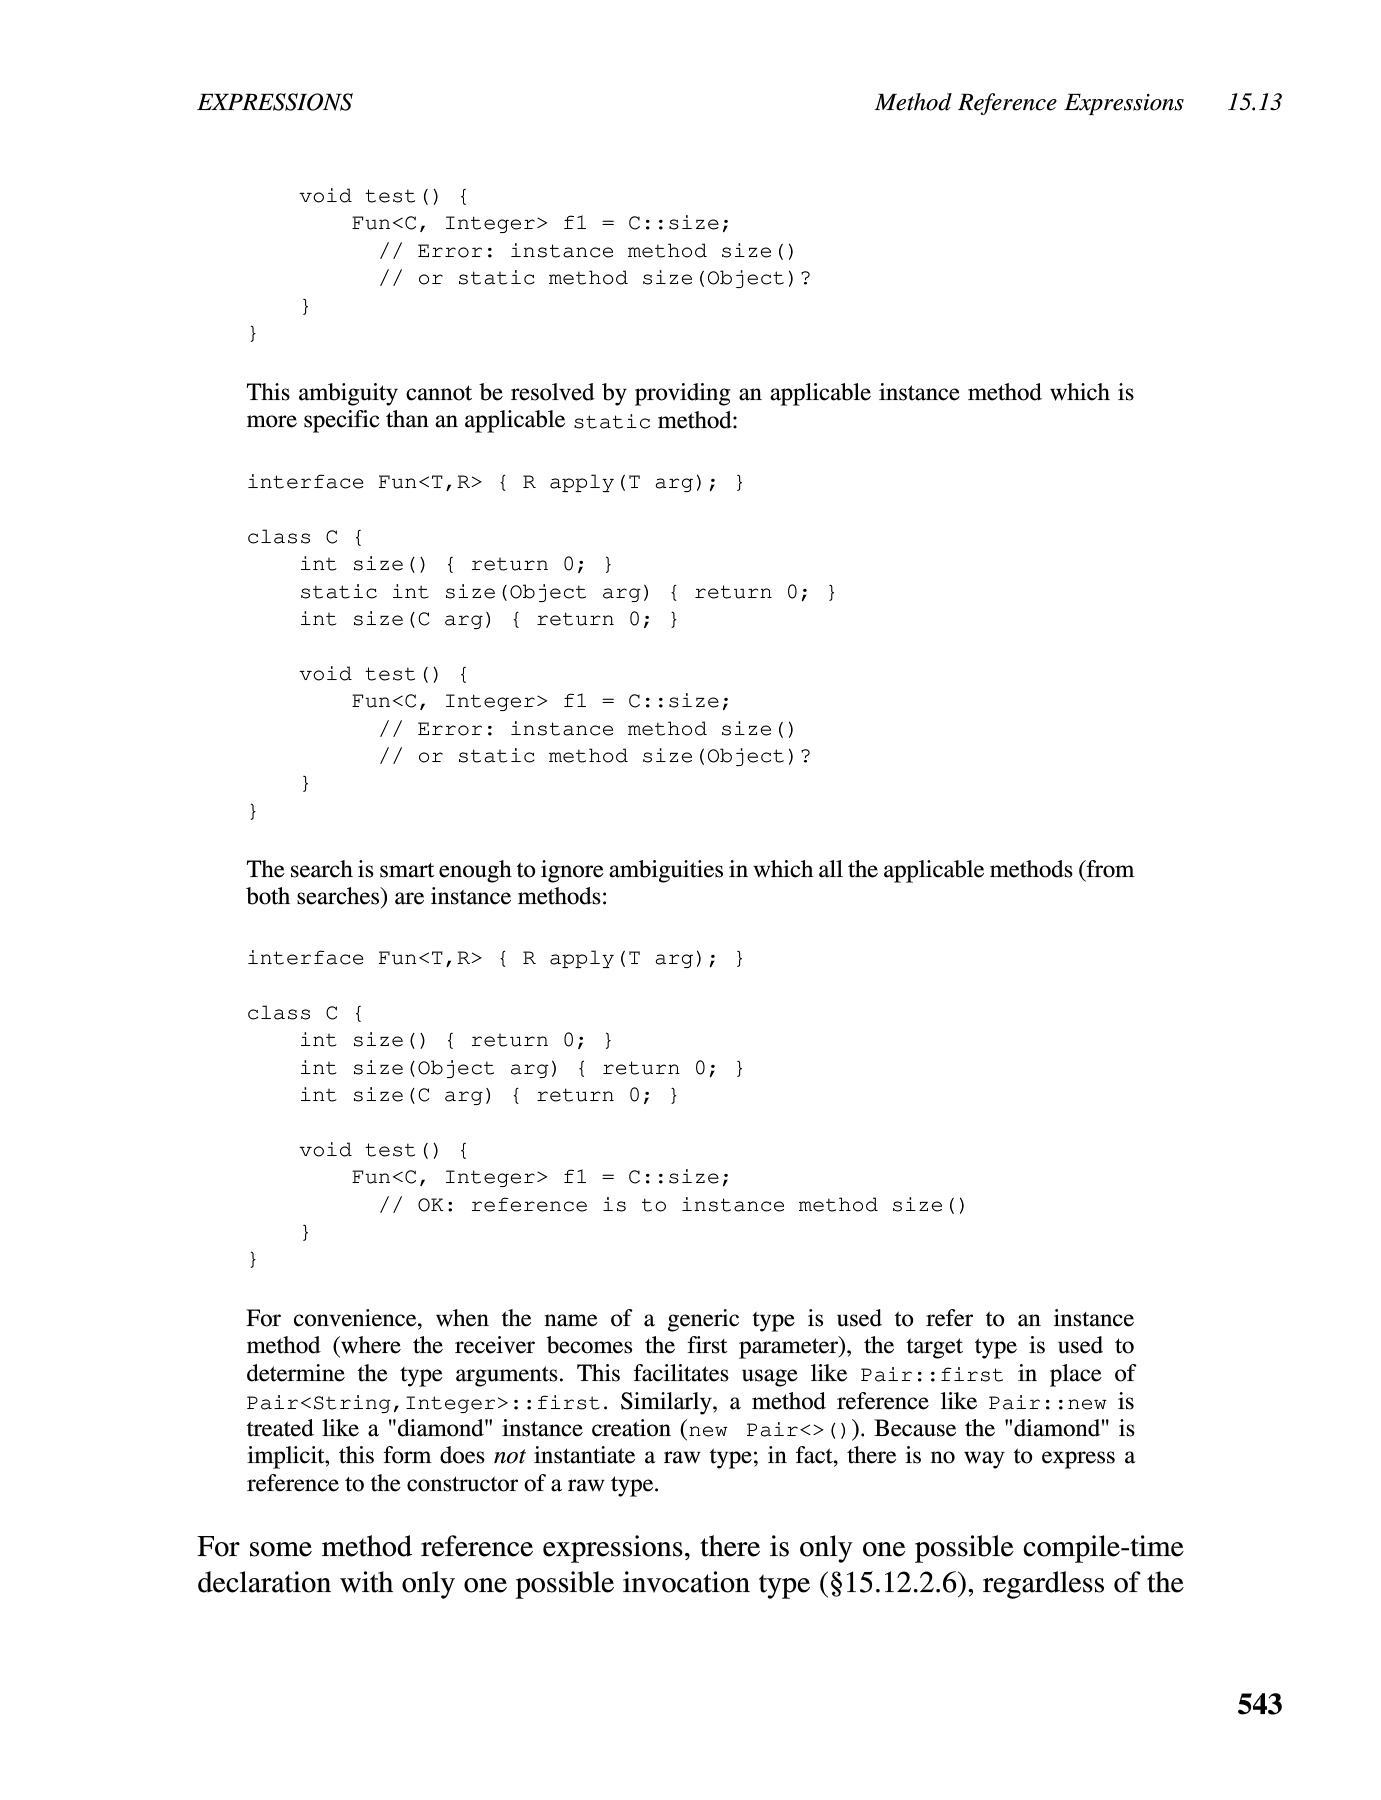 EXPRESSIONS Method Reference Expressions 15.13
void test() {
Fun<C, Integer> f1 = C::size;
// Error: instance method size()
// or static method size(Object)?
}
}
This ambiguity cannot be resolved by providing an applicable instance method which is
more specific than an applicable static method:
interface Fun<T,R> { R apply(T arg); }
class C {
int size() { return 0; }
static int size(Object arg) { return 0; }
int size(C arg) { return 0; }
void test() {
Fun<C, Integer> f1 = C::size;
// Error: instance method size()
// or static method size(Object)?
}
}
The search is smart enough to ignore ambiguities in which all the applicable methods (from
both searches) are instance methods:
interface Fun<T,R> { R apply(T arg); }
class C {
int size() { return 0; }
int size(Object arg) { return 0; }
int size(C arg) { return 0; }
void test() {
Fun<C, Integer> f1 = C::size;
// OK: reference is to instance method size()
}
}
For convenience, when the name of a generic type is used to refer to an instance
method (where the receiver becomes the first parameter), the target type is used to
determine the type arguments. This facilitates usage like Pair::first in place of
Pair<String,Integer>::first. Similarly, a method reference like Pair::new is
treated like a "diamond" instance creation (new Pair<>()). Because the "diamond" is
implicit, this form does not instantiate a raw type; in fact, there is no way to express a
reference to the constructor of a raw type.
For some method reference expressions, there is only one possible compile-time
declaration with only one possible invocation type (§15.12.2.6), regardless of the
543